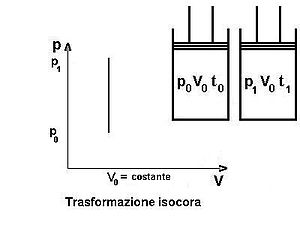 p
p1
p0
p0 V0 t0
p1 V0 t1
V0 = costante
V
Trasformazione isocora